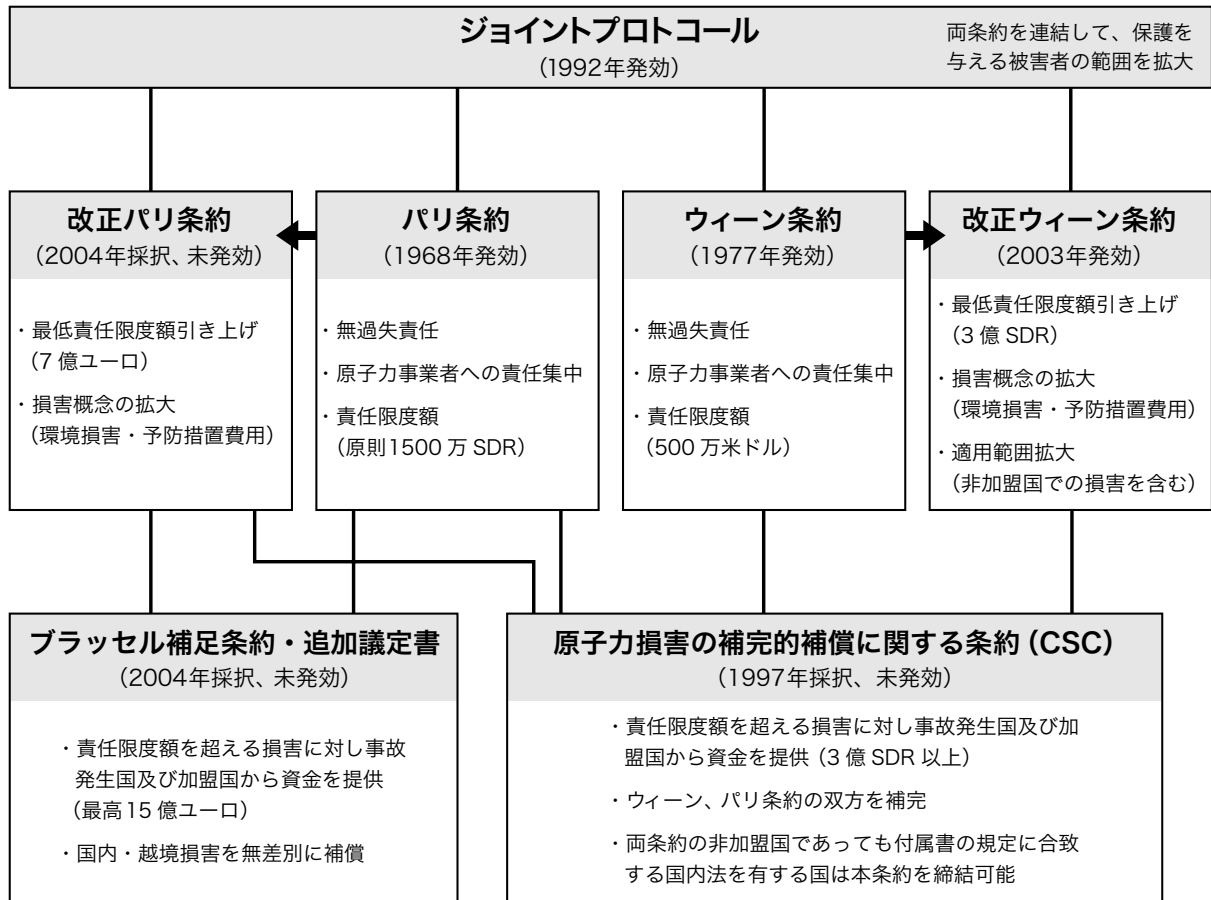 ジョイントプロトコール
（1992年発効）
両条約を連結して、保護を
与える被害者の範囲を拡大
改正パリ条約
（2004年採択、未発効）
・最低責任限度額引き上げ
（7 億ユーロ）
・損害概念の拡大
（環境損害・予防措置費用）
パリ条約
（1968年発効）
・無過失責任
・原子力事業者への責任集中
・責任限度額
（原則1500 万 SDR）
ウィーン条約
（1977年発効）
・無過失責任
・原子力事業者への責任集中
・責任限度額
（500 万米ドル）
改正ウィーン条約
（2003年発効）
・最低責任限度額引き上げ
（3 億 SDR）
・損害概念の拡大
（環境損害・予防措置費用）
・適用範囲拡大
（非加盟国での損害を含む）
ブラッセル補足条約・追加議定書
（2004年採択、未発効）
・責任限度額を超える損害に対し事故
発生国及び加盟国から資金を提供
（最高 15 億ユーロ）
・国内・越境損害を無差別に補償
原子力損害の補完的補償に関する条約（CSC）
（1997年採択、未発効）
・責任限度額を超える損害に対し事故発生国及び加
盟国から資金を提供（3 億 SDR 以上）
・ウィーン、パリ条約の双方を補完
・両条約の非加盟国であっても付属書の規定に合致
する国内法を有する国は本条約を締結可能